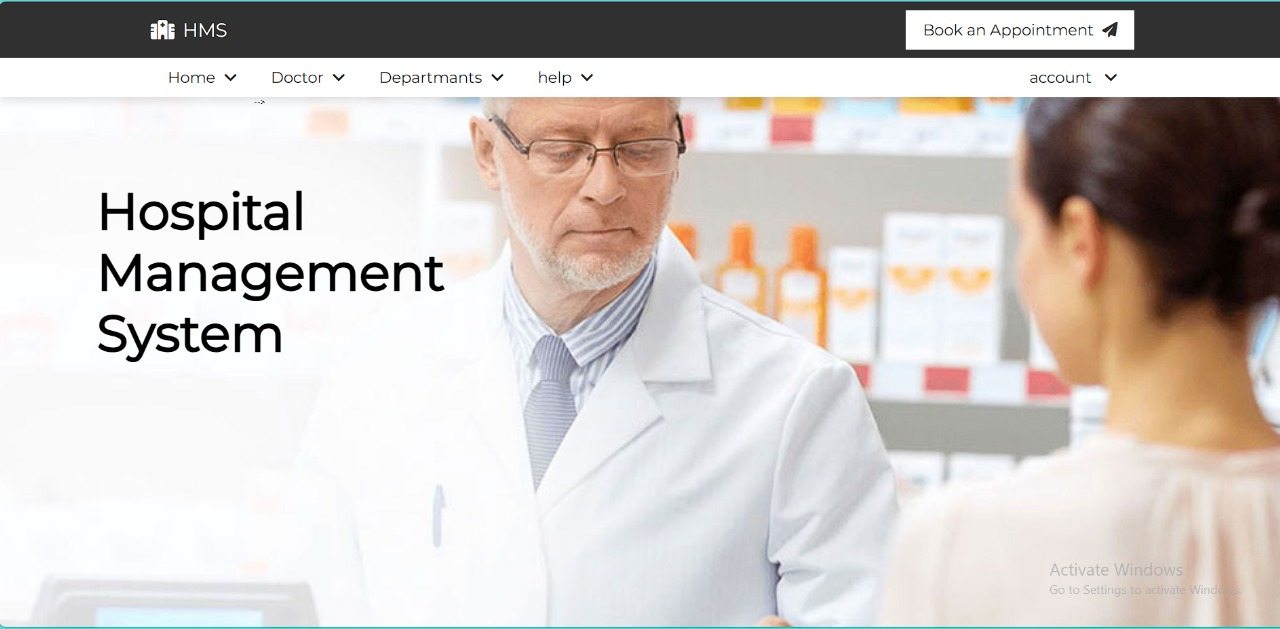 HMS
Book an Appointment
Home Doctor Departmants help account
-->
Hospital
Management
System
Activate Windows
Go to Settings to activate Windows.